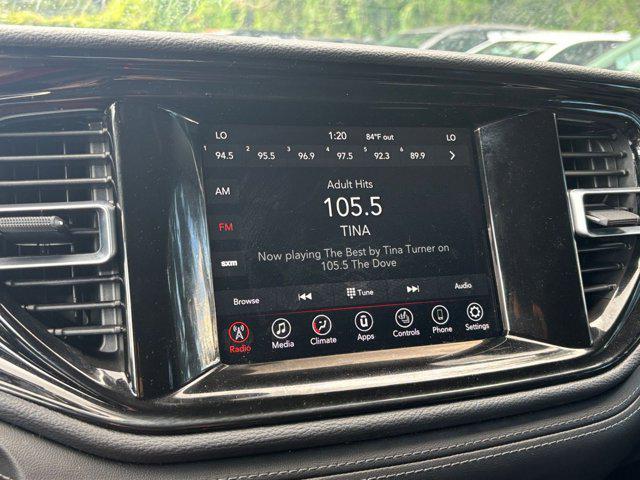 LO 1:20 84°F out LO
1 94.5 2 95.5 3 96.9 4 97.5 5 92.3 6 89.9
AM
Adult Hits
105.5
FM
TINA
Now playing The Best by Tina Turner on
105.5 The Dove
sxm
Browse Tune Audio
Radio Media Climate Apps Controls Phone Settings